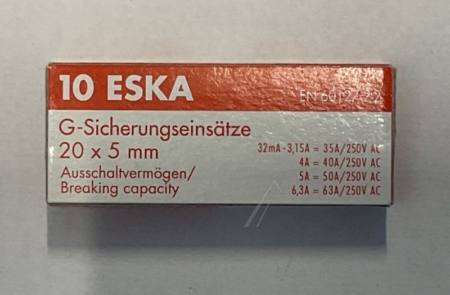 10 ESKA
EN 60127-2/2
G-Sicherungseinsätze
20 x 5 mm
Ausschaltvermögen/
Breaking capacity
32mA - 3,15A = 35A/250V AC
4A = 40A/250V AC
5A = 50A/250V AC
6,3A = 63A/250V AC